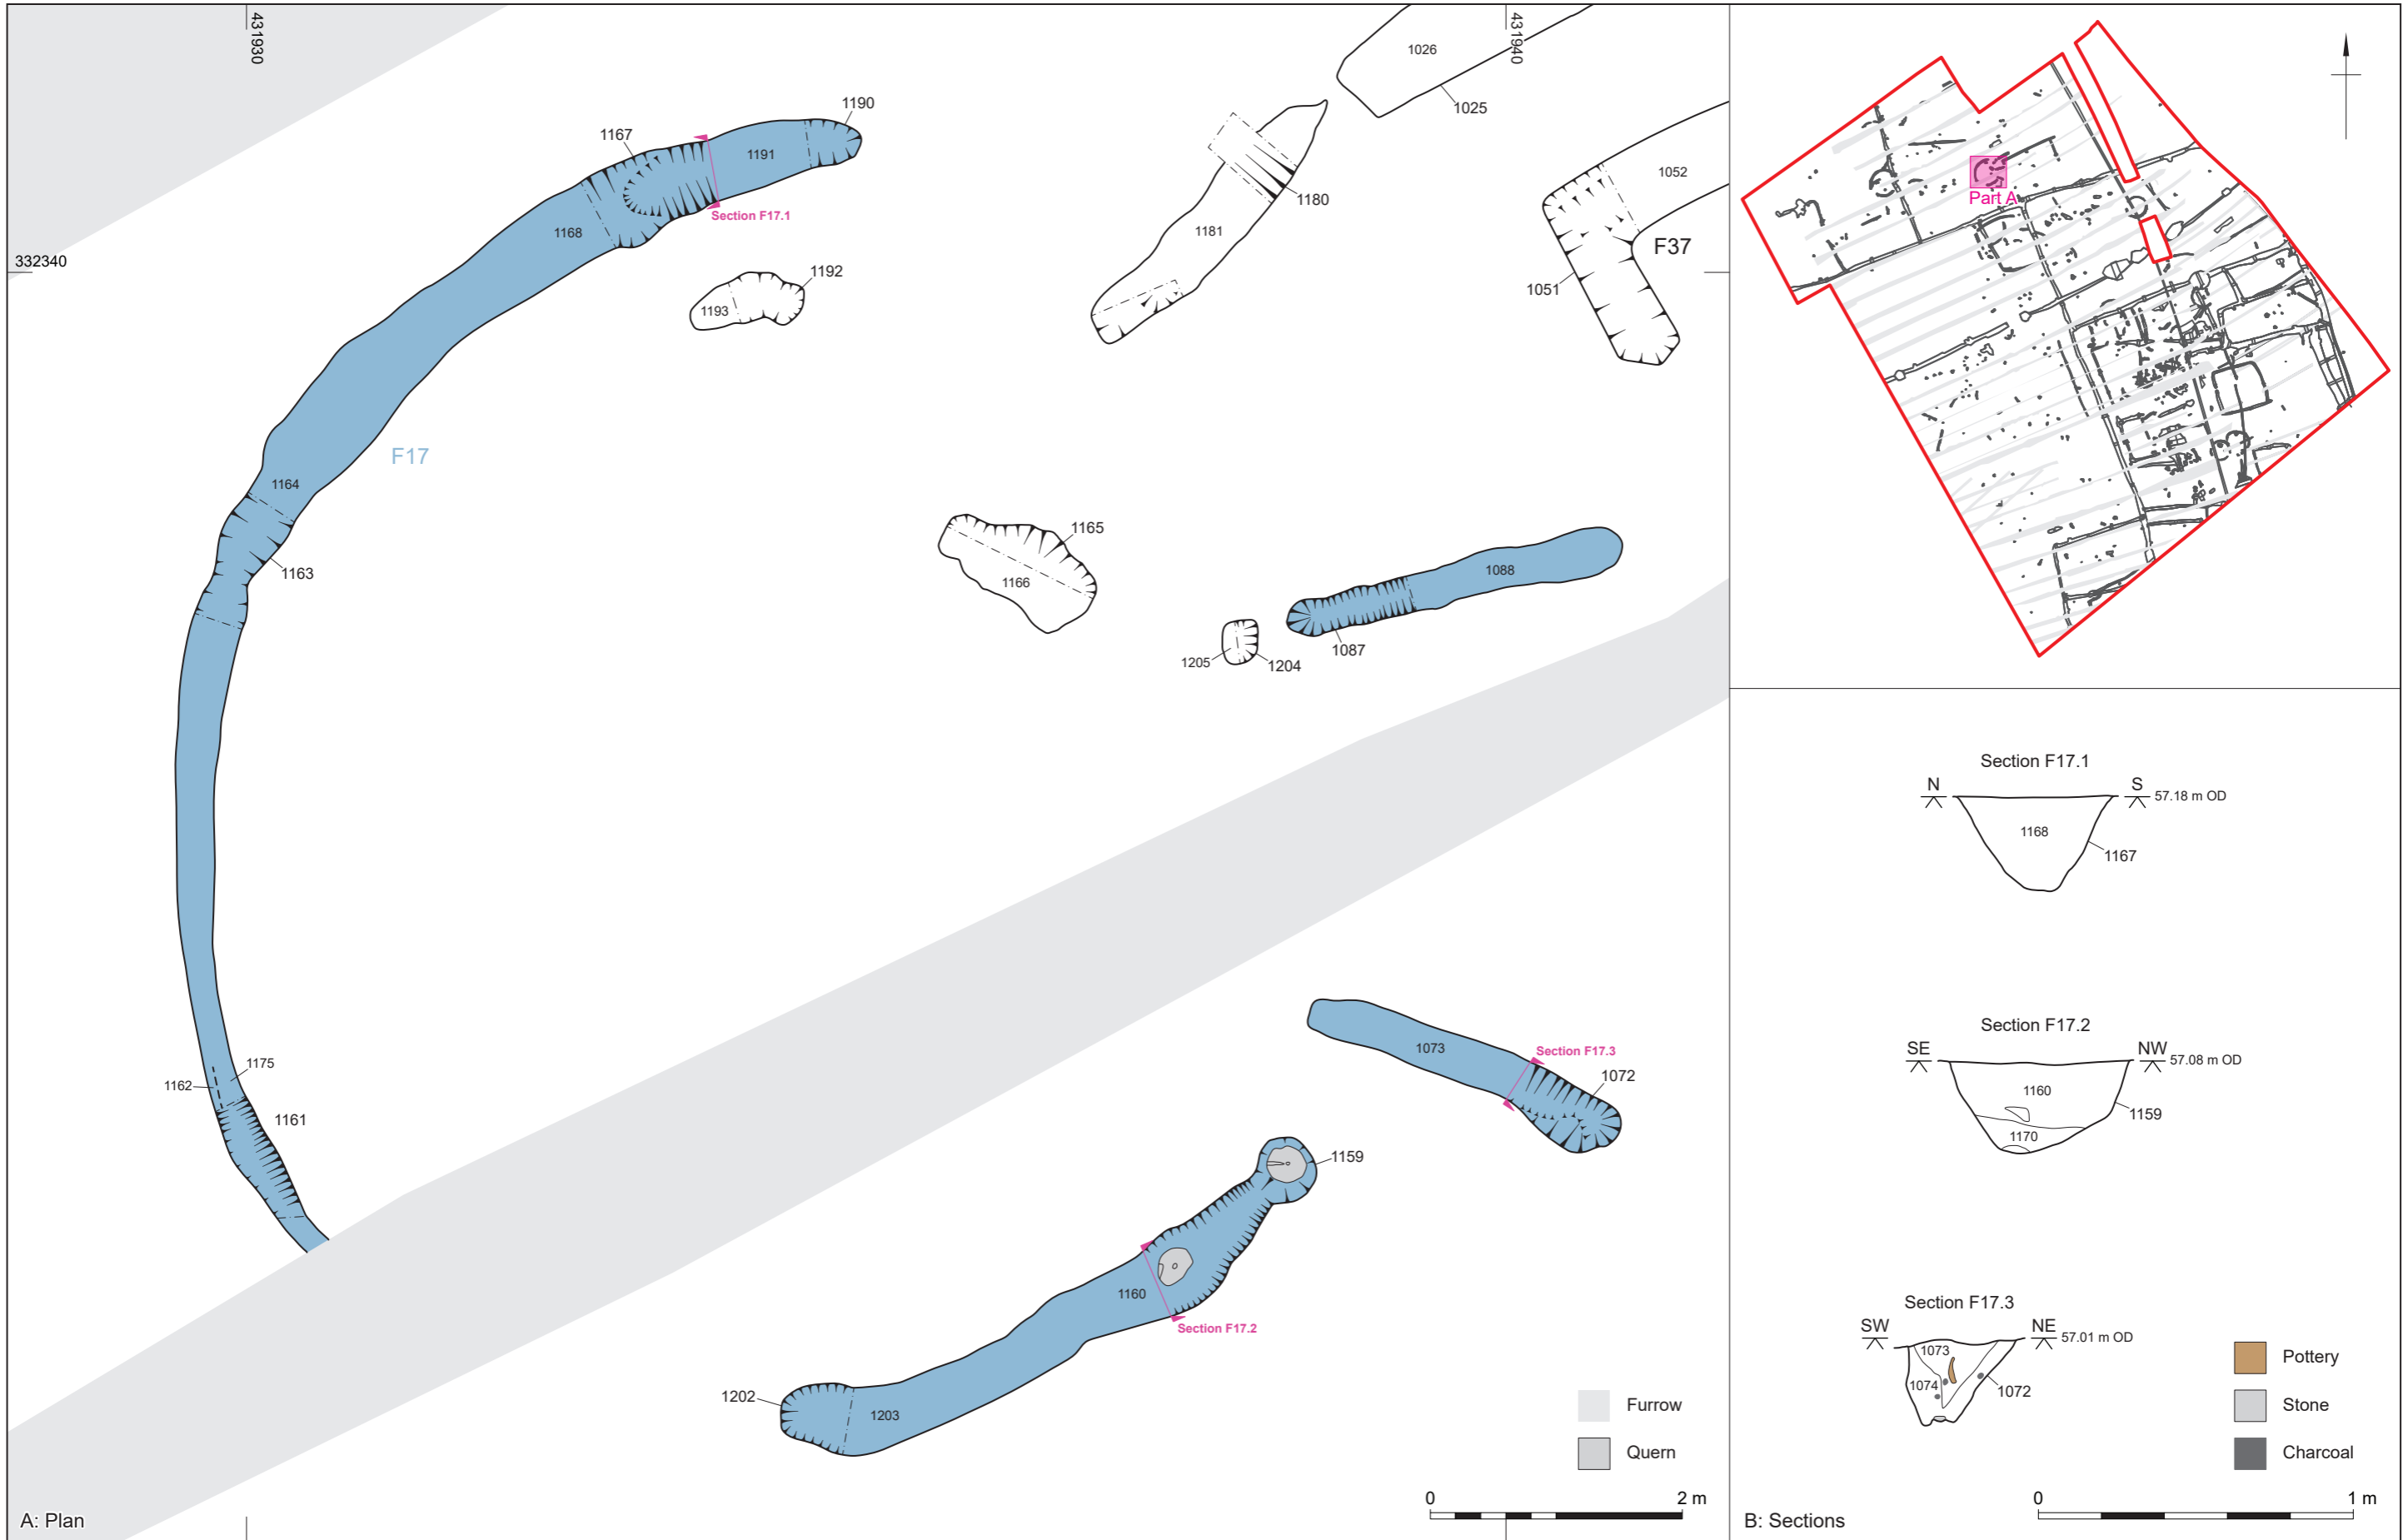 431930
431940
1026
1025
1190
1167
1191
Section F17.1
1168
1180
1181
1052
F37
1051
332340
1192
1193
F17
1164
1163
1165
1166
1088
1087
1205
1204
1175
1162
1161
1073
Section F17.3
1072
1159
1160
Section F17.2
1202
1203
Furrow
Quern
0 2 m
A: Plan
Part A
Section F17.1
N S 57.18 m OD
1168
1167
Section F17.2
SE NW 57.08 m OD
1160
1159
1170
Section F17.3
SW NE 57.01 m OD
1073
1074
1072
Pottery
Stone
Charcoal
0 1 m
B: Sections